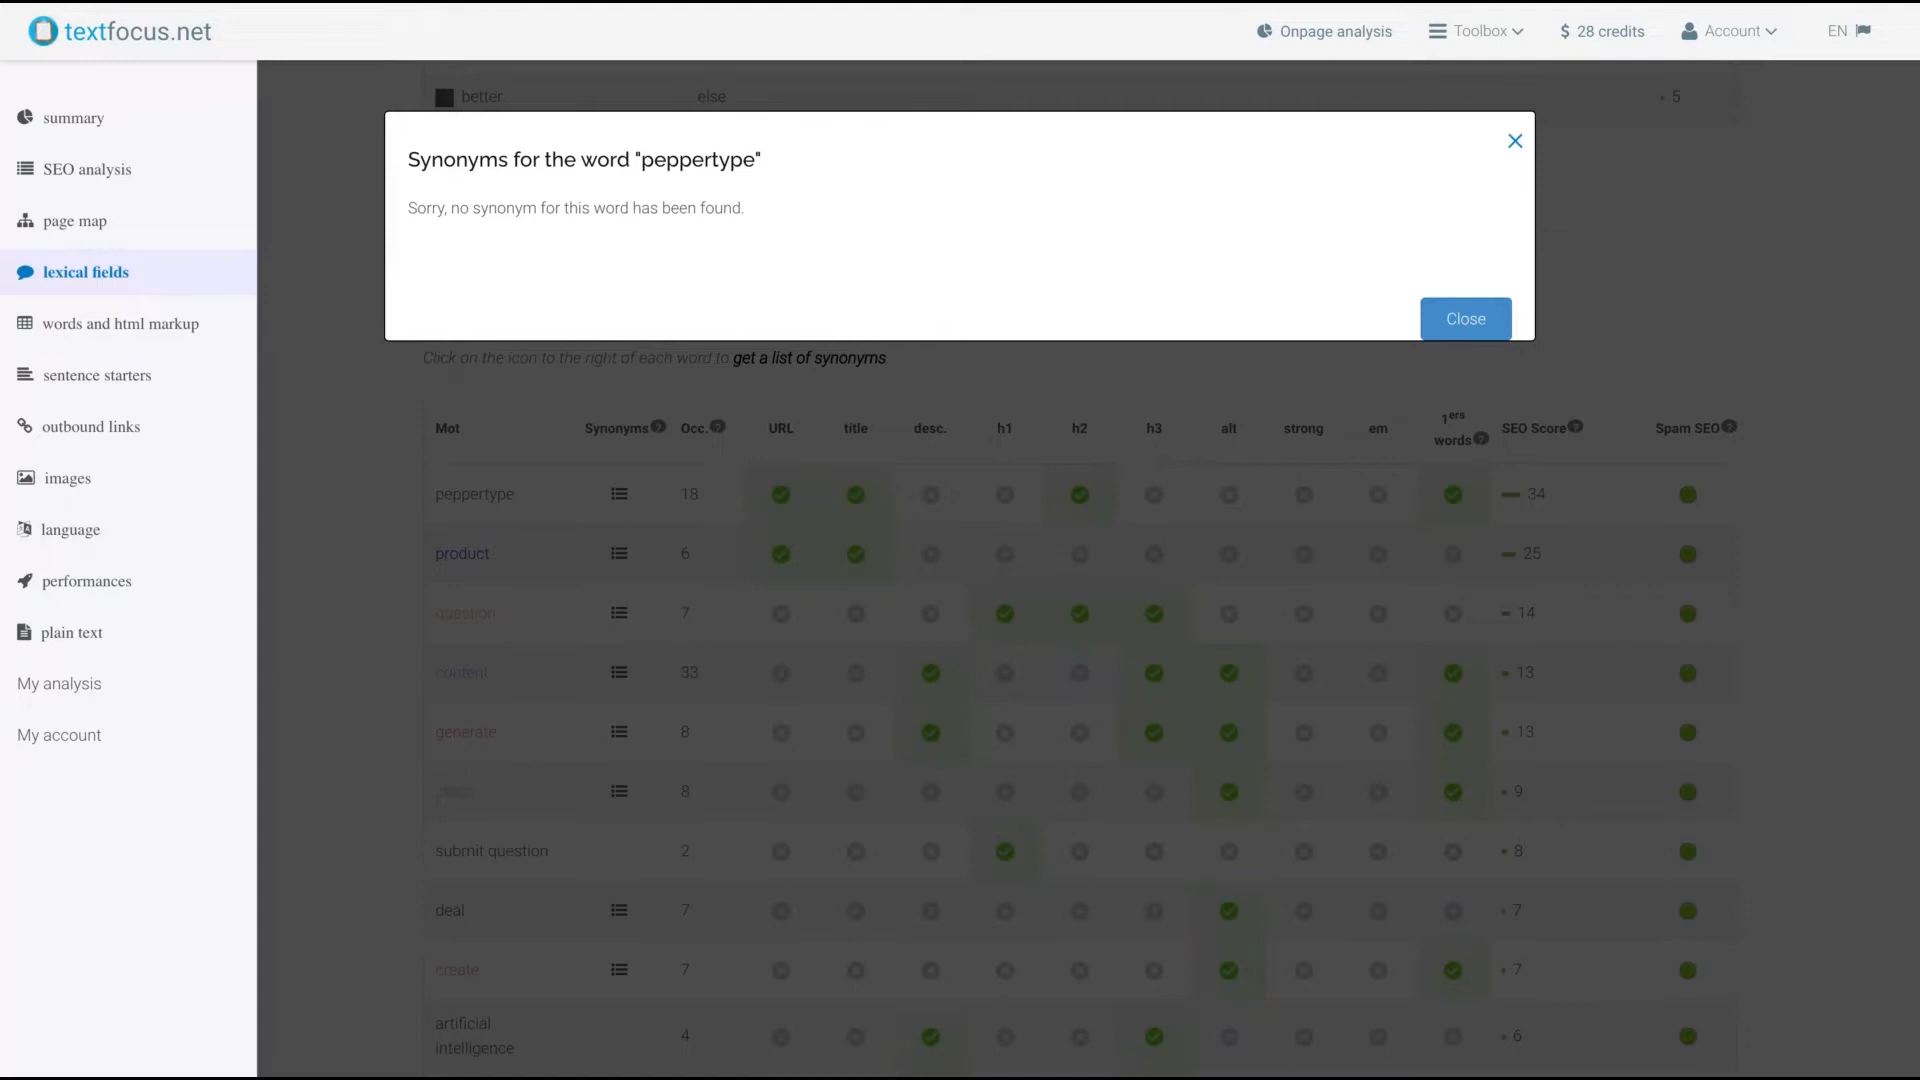 textfocus.net
Onpage analysis
Toolbox
$ 28 credits
Account
EN
summary
SEO analysis
page map
lexical fields
words and html markup
sentence starters
outbound links
images
language
performances
plain text
My analysis
My account
better else 5
Synonyms for the word "peppertype"
Sorry, no synonym for this word has been found.
Close
Click on the icon to the right of each word to get a list of synonyms
Mot Synonyms ? Occ. ? URL title desc. h1 h2 h3 alt strong em 1ers words ? SEO Score ? Spam SEO ?
peppertype 18 34
product 6 25
question 7 14
content 33 13
generate 8 13
8 9
submit question 2 8
deal 7 7
create 7 7
artificial intelligence 4 6